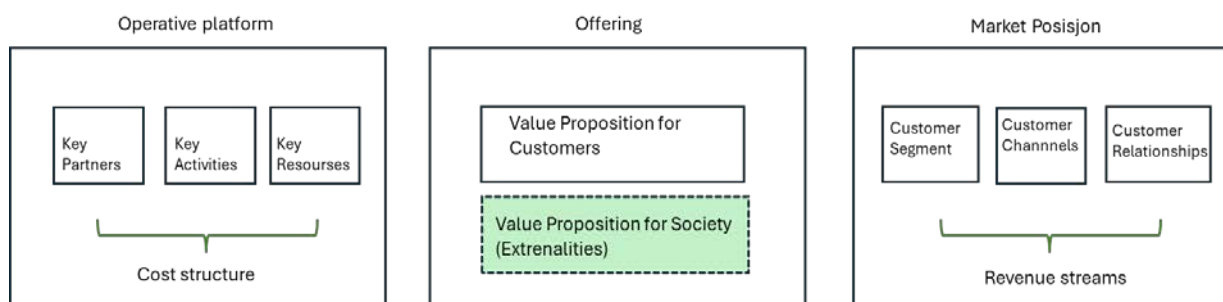 Operative platform
Offering
Market Posisjon
Key
Partners
Key
Activities
Key
Resourses
Cost structure
Value Proposition for
Customers
Value Proposition for Society
(Extrenalities)
Customer
Segment
Customer
Channnels
Customer
Relationships
Revenue streams